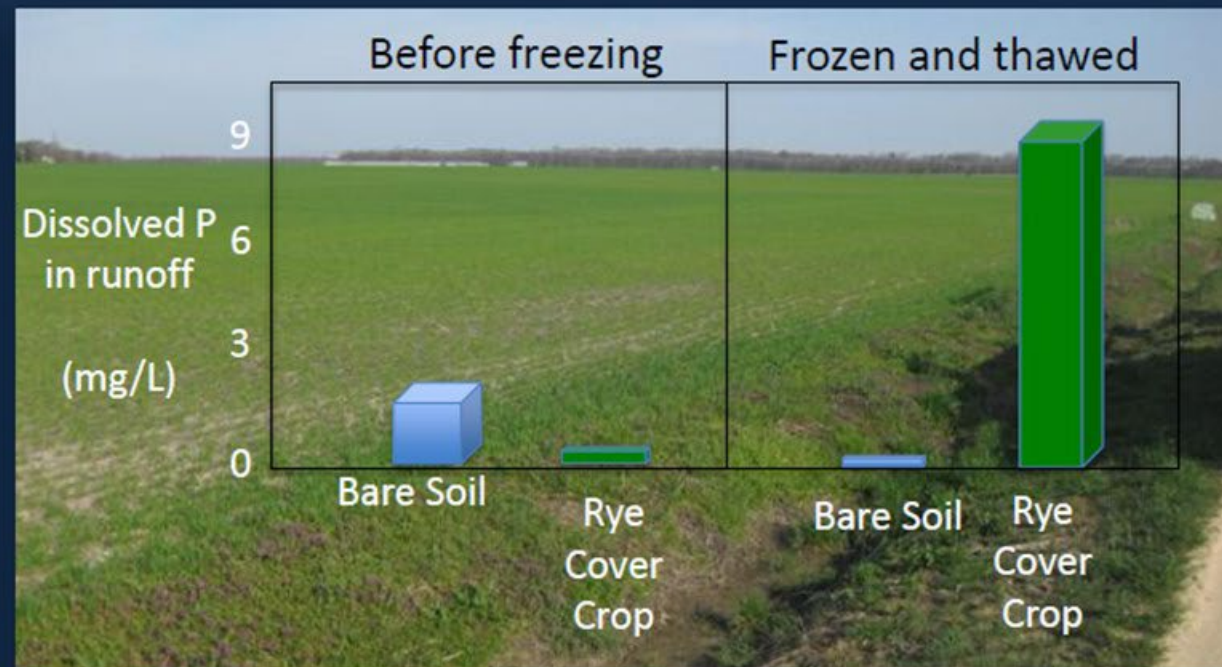 Before freezing
Frozen and thawed
9
6
3
0
Dissolved P
in runoff
(mg/L)
Bare Soil
Rye
Cover
Crop
Bare Soil
Rye
Cover
Crop